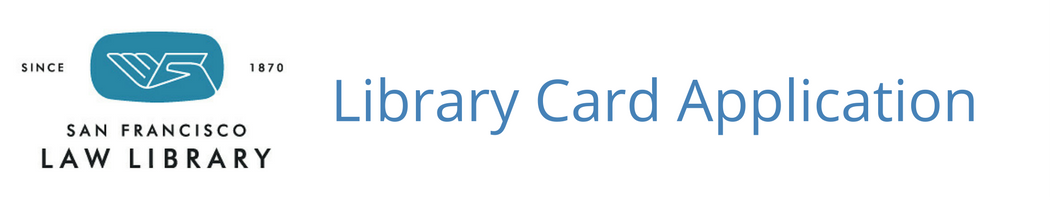 SINCE 1870
SAN FRANCISCO
LAW LIBRARY
Library Card Application